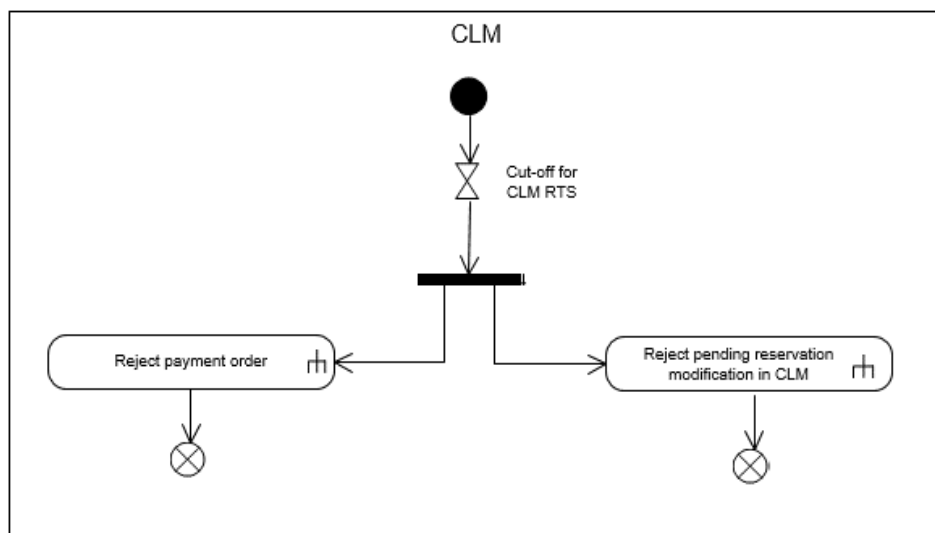 CLM
Cut-off for
CLM RTS
Reject payment order
Reject pending reservation
modification in CLM